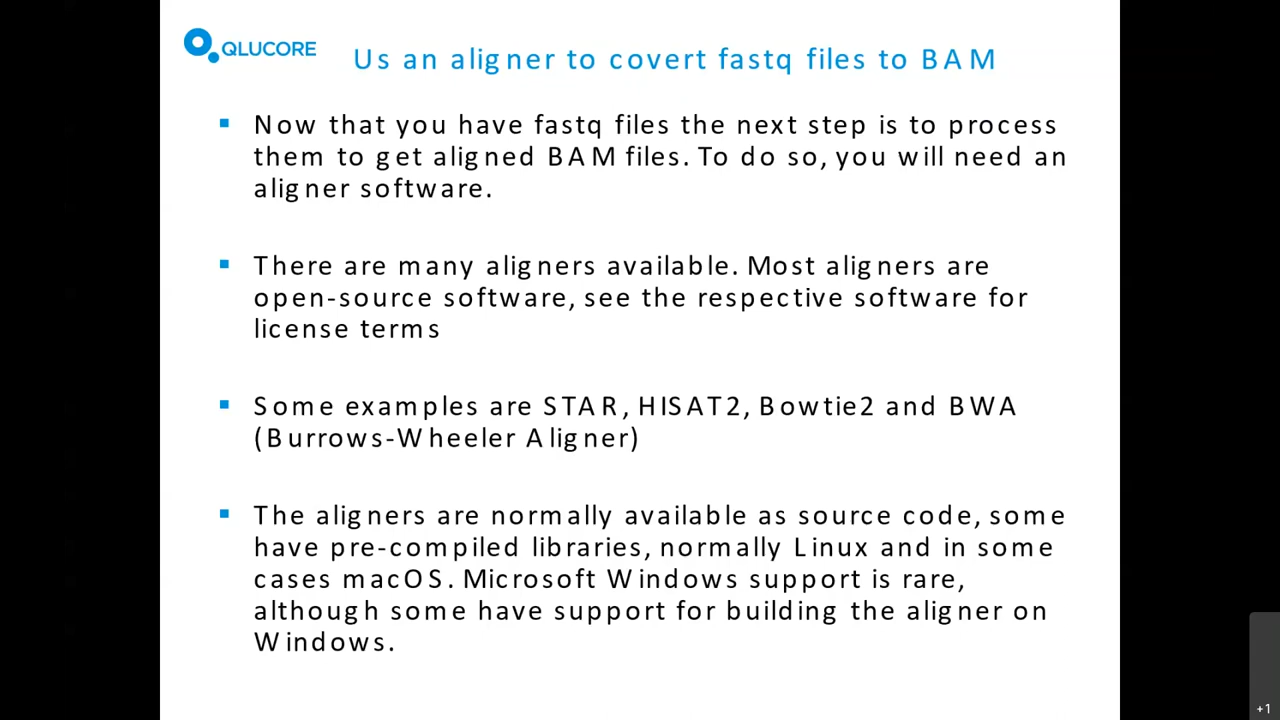 QLUCORE
Us an aligner to covert fastq files to BAM
▪ Now that you have fastq files the next step is to process
them to get aligned BAM files. To do so, you will need an
aligner software.
▪ There are many aligners available. Most aligners are
open-source software, see the respective software for
license terms
▪ Some examples are STAR, HISAT2, Bowtie2 and BWA
(Burrows-Wheeler Aligner)
▪ The aligners are normally available as source code, some
have pre-compiled libraries, normally Linux and in some
cases macOS. Microsoft Windows support is rare,
although some have support for building the aligner on
Windows.
+1